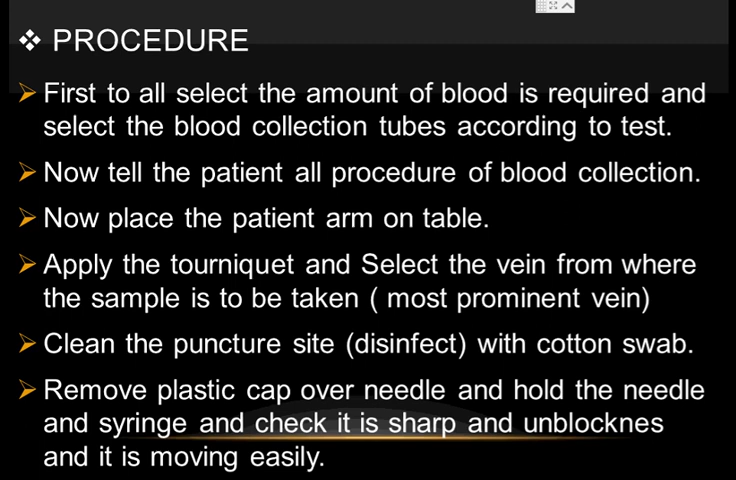 ❖ PROCEDURE
➢ First to all select the amount of blood is required and
select the blood collection tubes according to test.
➢ Now tell the patient all procedure of blood collection.
➢ Now place the patient arm on table.
➢ Apply the tourniquet and Select the vein from where
the sample is to be taken ( most prominent vein)
➢ Clean the puncture site (disinfect) with cotton swab.
➢ Remove plastic cap over needle and hold the needle
and syringe and check it is sharp and unblocknes
and it is moving easily.